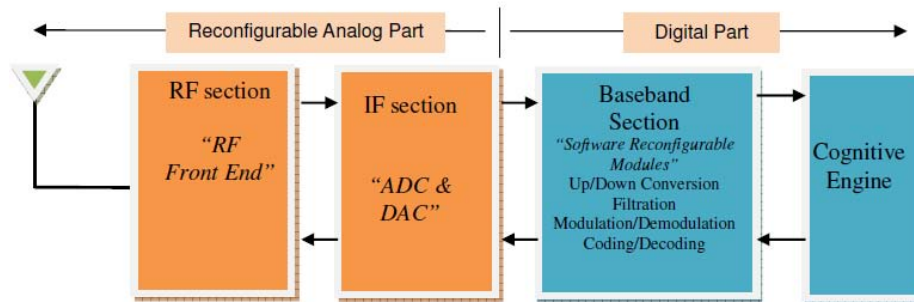 Reconfigurable Analog Part
Digital Part
RF section
“RF
Front End”
IF section
“ADC &
DAC”
Baseband
Section
“Software Reconfigurable
Modules”
Up/Down Conversion
Filtration
Modulation/Demodulation
Coding/Decoding
Cognitive
Engine